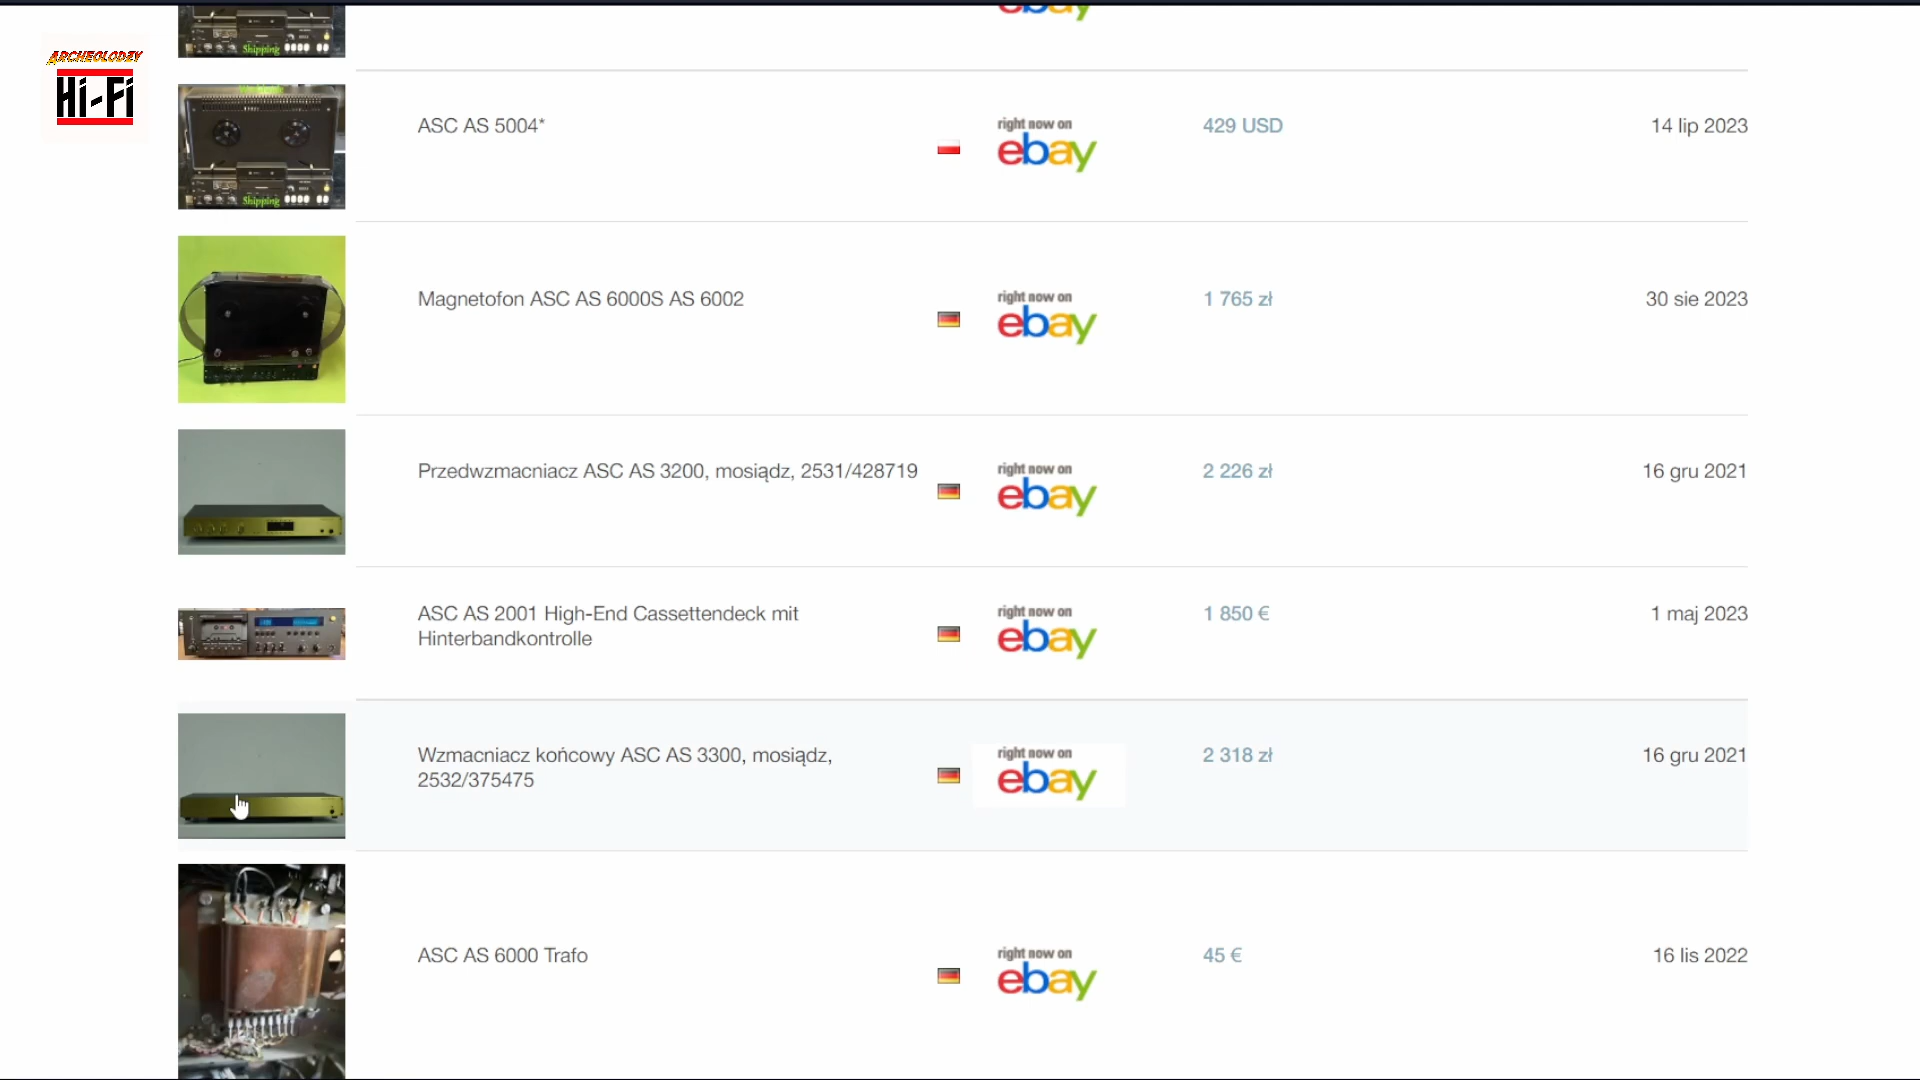 ebay
Shipping
ARCHEOLODZY
Hi-Fi
ASC AS 5004*
right now on
ebay
429 USD
14 lip 2023
Shipping
Magnetofon ASC AS 6000S AS 6002
right now on
ebay
1 765 zł
30 sie 2023
Przedwzmacniacz ASC AS 3200, mosiądz, 2531/428719
right now on
ebay
2 226 zł
16 gru 2021
ASC AS 2001 High-End Cassettendeck mit
Hinterbandkontrolle
right now on
ebay
1 850 €
1 maj 2023
Wzmacniacz końcowy ASC AS 3300, mosiądz,
2532/375475
right now on
ebay
2 318 zł
16 gru 2021
ASC AS 6000 Trafo
right now on
ebay
45 €
16 lis 2022